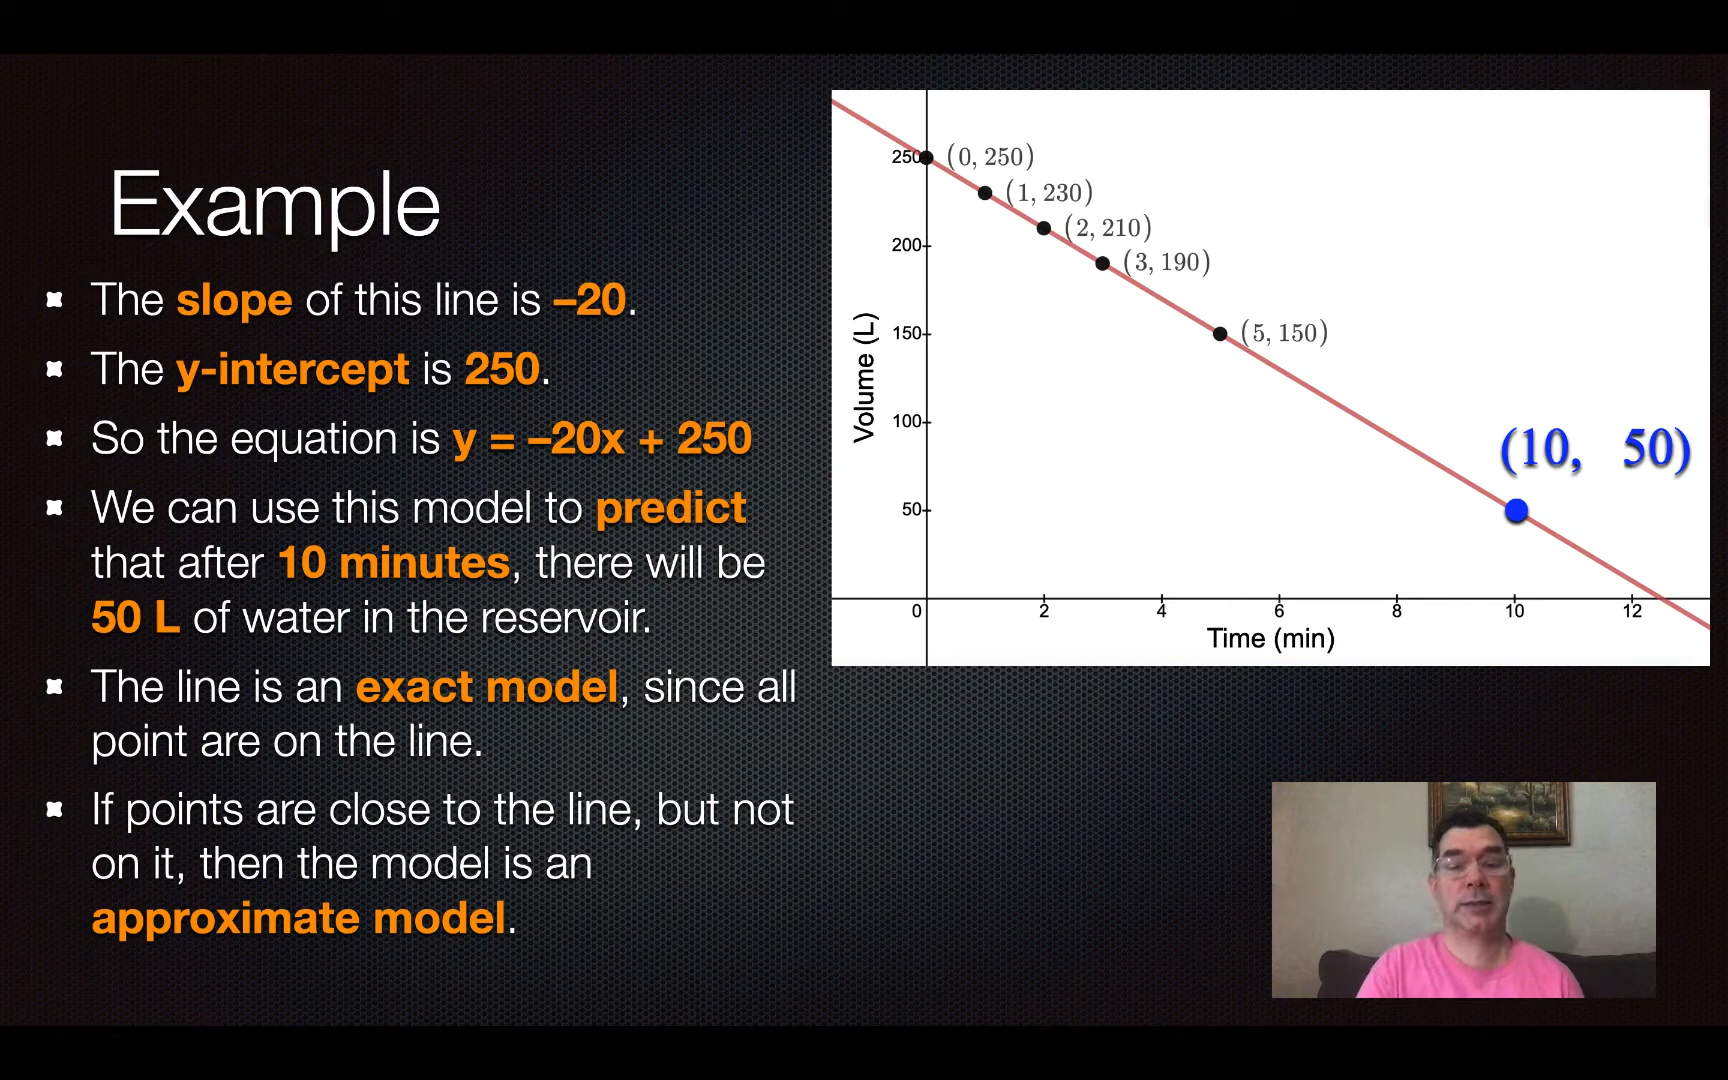 Example
The slope of this line is –20.
The y-intercept is 250.
So the equation is y = –20x + 250
We can use this model to predict
that after 10 minutes, there will be
50 L of water in the reservoir.
The line is an exact model, since all
point are on the line.
If points are close to the line, but not
on it, then the model is an
approximate model.
250
(0, 250)
(1, 230)
(2, 210)
200
(3, 190)
Volume (L)
150
(5, 150)
100
(10, 50)
50
0 2 4 6 8 10 12
Time (min)